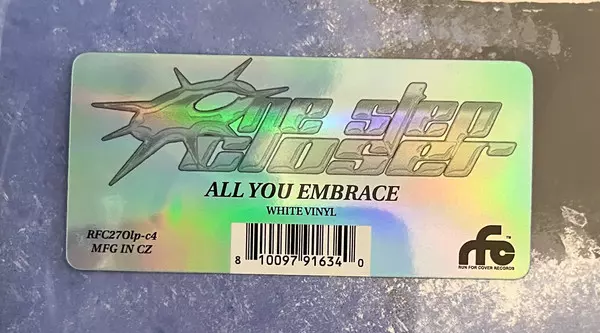 One Step
Closer
ALL YOU EMBRACE
WHITE VINYL
RFC270lp-c4
MFG IN CZ
8 10097 91634 0
rfc™
RUN FOR COVER RECORDS